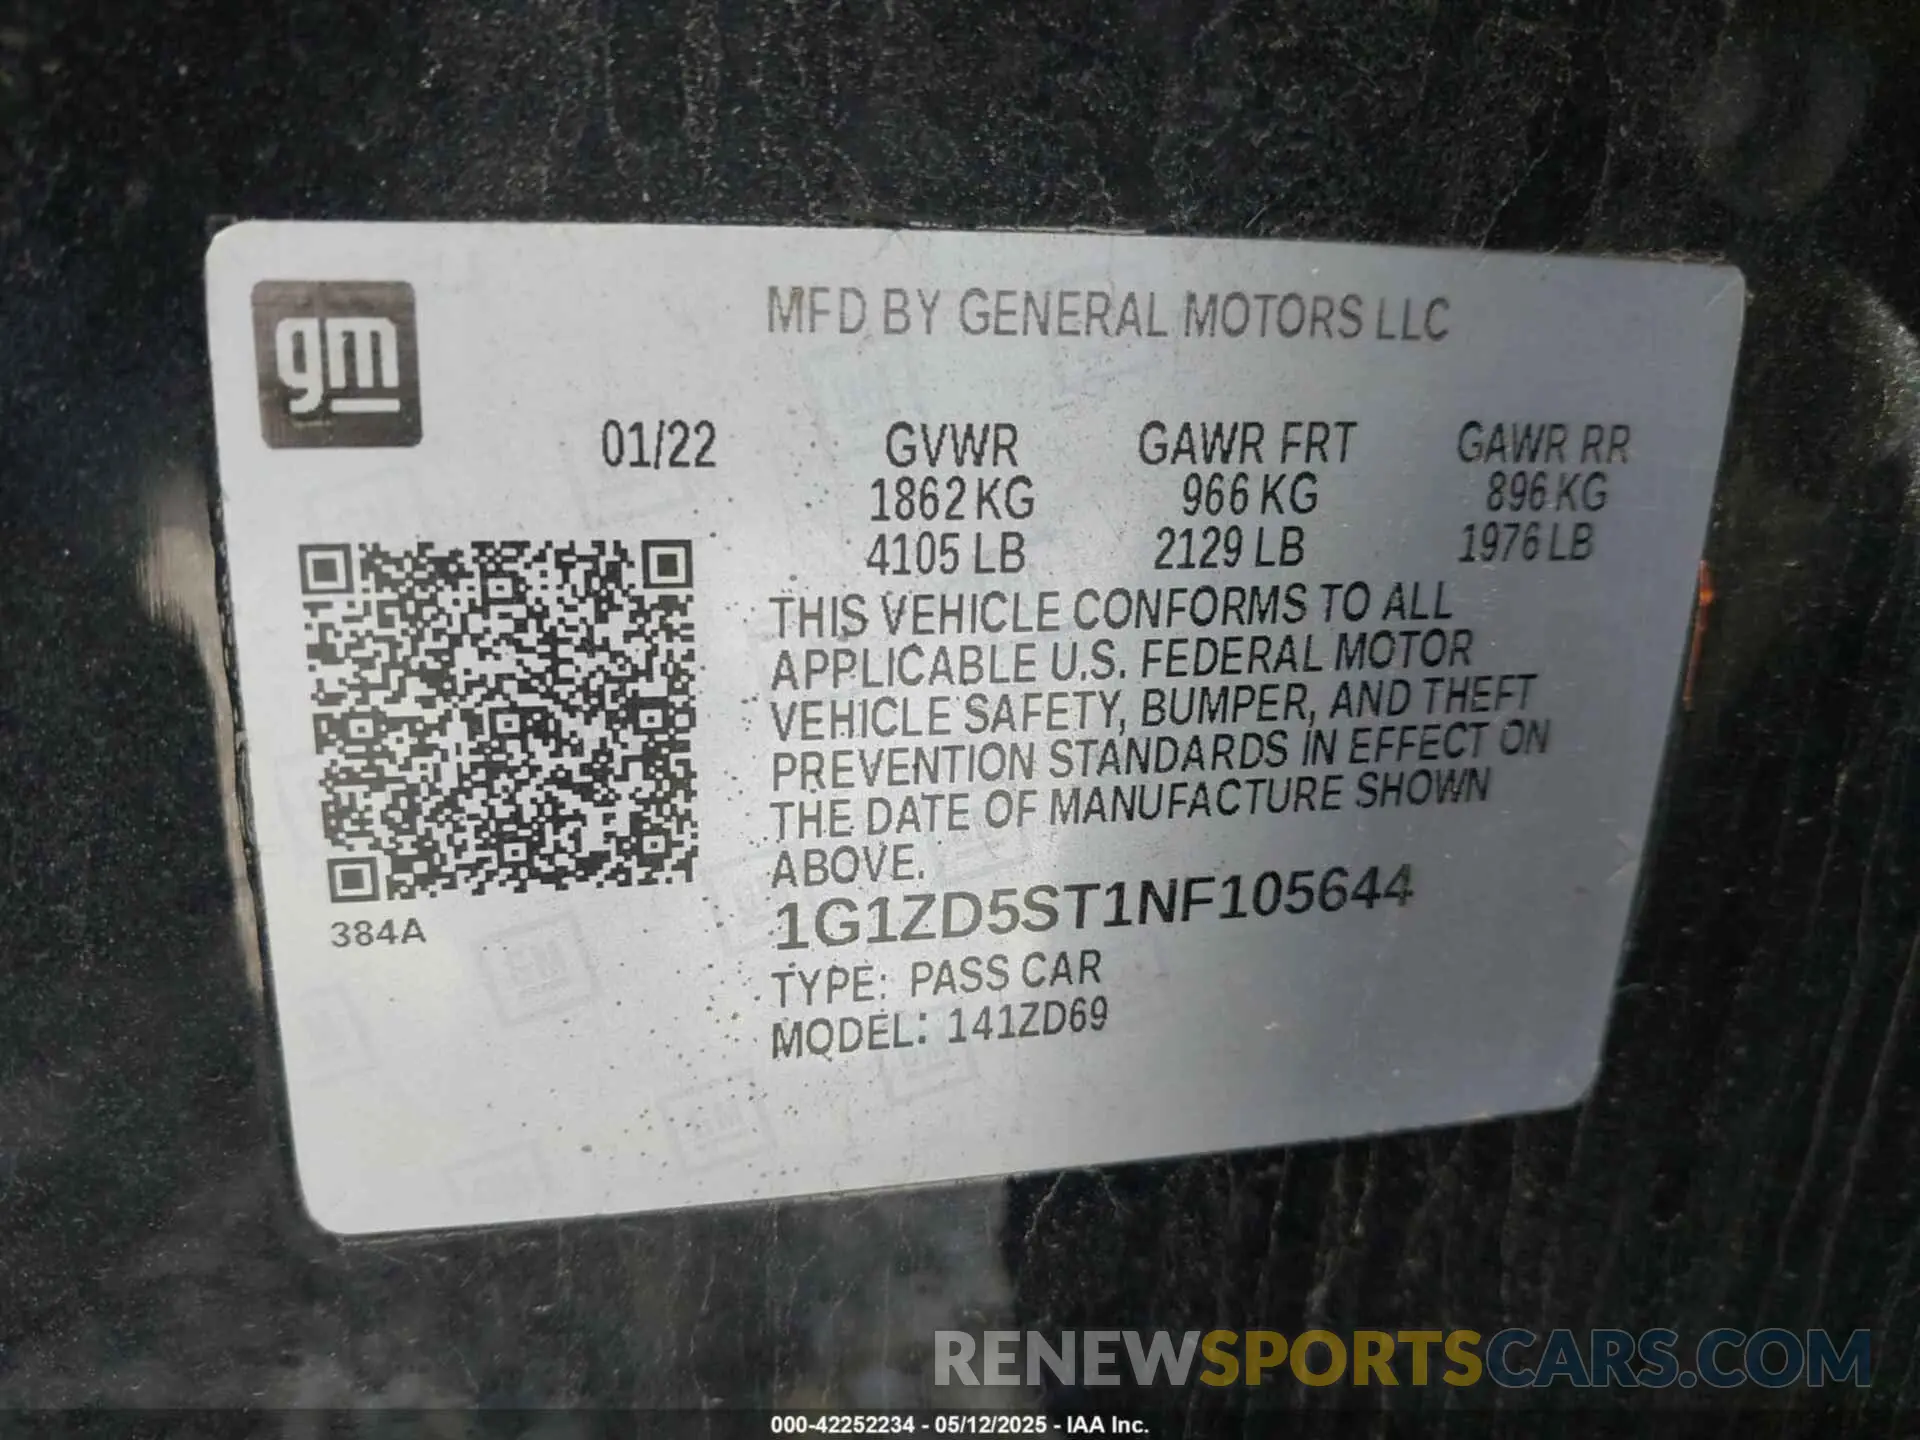 gm
MFD BY GENERAL MOTORS LLC
01/22 GVWR GAWR FRT GAWR RR
1862 KG 966 KG 896 KG
4105 LB 2129 LB 1976 LB
THIS VEHICLE CONFORMS TO ALL
APPLICABLE U.S. FEDERAL MOTOR
VEHICLE SAFETY, BUMPER, AND THEFT
PREVENTION STANDARDS IN EFFECT ON
THE DATE OF MANUFACTURE SHOWN
ABOVE.
1G1ZD5ST1NF105644
384A
TYPE: PASS CAR
MODEL: 141ZD69
RENEWSPORTSCARS.COM
000-42252234 - 05/12/2025 - IAA Inc.